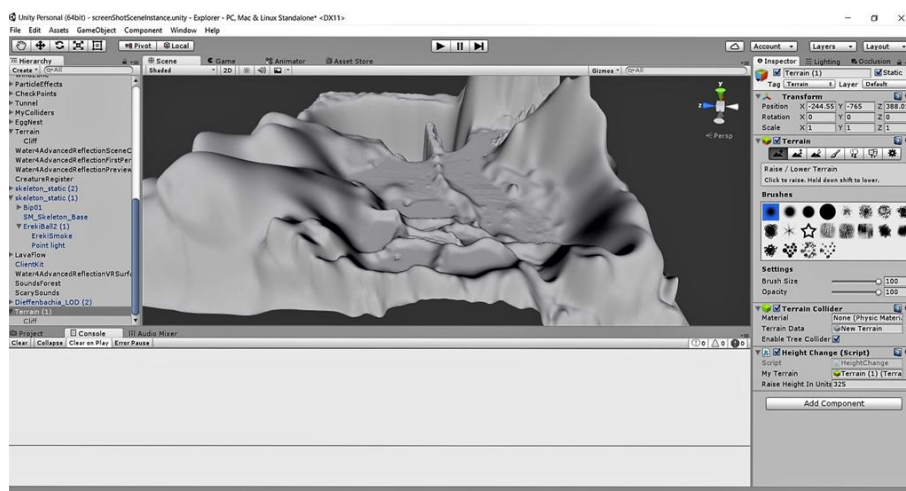 Unity Personal (64bit) - screenShotSceneInstance.unity - Explorer - PC, Mac & Linux Standalone* <DX11>
File Edit Assets GameObject Component Window Help
Pivot Global
Account Layers Layout
Hierarchy
Create All
ParticleEffects
CheckPoints
Tunnel
MyColliders
EggNest
Terrain
Cliff
Water4AdvancedReflectionSceneC
Water4AdvancedReflectionFirstPer
Water4AdvancedReflectionPreview
CreatureRegister
skeleton_static (2)
skeleton_static (1)
Bip01
SM_Skeleton_Base
ErekiBall2 (1)
ErekiSmoke
Point light
LavaFlow
ClientKit
Water4AdvancedReflectionVRSurf
SoundsForest
ScarySounds
Dieffenbachia_LOD (2)
Terrain (1)
Cliff
Scene Game Animator Asset Store
Shaded 2D Gizmos All
y
z
Persp
Project Console Audio Mixer
Clear Collapse Clear on Play Error Pause 0 0 0
Inspector Lighting Occlusion
Terrain (1) Static
Tag Terrain Layer Default
Transform
Position X -244.55 Y -765 Z 388.0
Rotation X 0 Y 0 Z 0
Scale X 1 Y 1 Z 1
Terrain
Raise / Lower Terrain
Click to raise. Hold down shift to lower.
Brushes
Settings
Brush Size 100
Opacity 100
Terrain Collider
Material None (Physic Materi
Terrain Data New Terrain
Enable Tree Collider
Height Change (Script)
Script HeightChange
My Terrain Terrain (1) (Terra
Raise Height In Units 325
Add Component